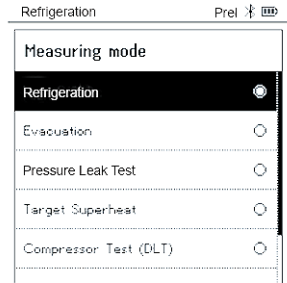 Refrigeration Prel
Measuring mode
Refrigeration
Evacuation
Pressure Leak Test
Target Superheat
Compressor Test (DLT)